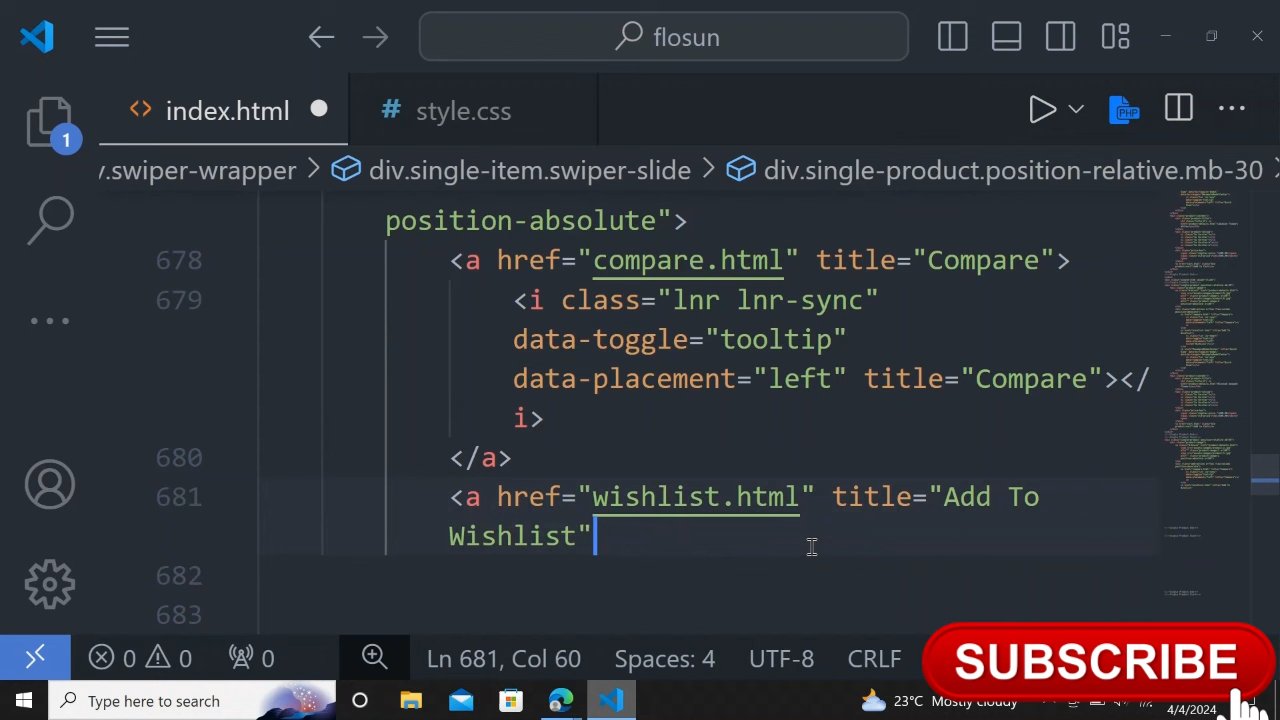 flosun
index.html
# style.css
PHP
1
v.swiper-wrapper > div.single-item.swiper-slide > div.single-product.position-relative.mb-30
position-absolute">
678 <a href="compare.html" title="Compare">
679 <i class="lnr lnr-sync"
data-toggle="tooltip"
data-placement="left" title="Compare"></
i>
680 </a>
681 <a href="wishlist.html" title="Add To
Wishlist"
682
683
0 0 0 Ln 681, Col 60 Spaces: 4 UTF-8 CRLF
SUBSCRIBE
Type here to search
23°C Mostly cloudy
4/4/2024